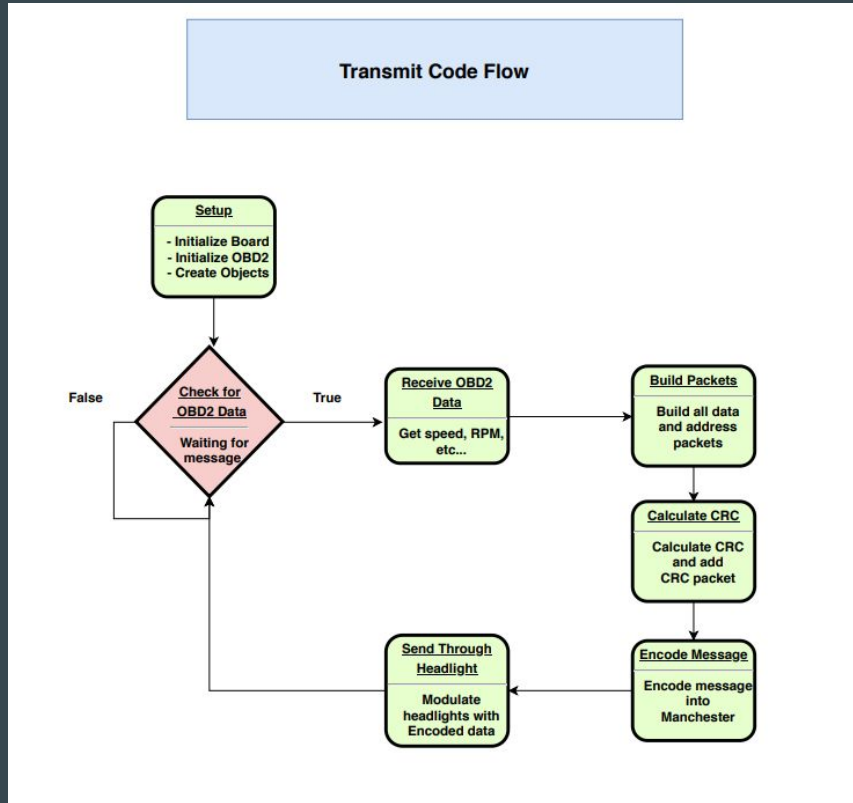 Transmit Code Flow
Setup
- Initialize Board
- Initialize OBD2
- Create Objects
False
Check for
OBD2 Data
Waiting for
message
True
Receive OBD2
Data
Get speed, RPM,
etc...
Build Packets
Build all data
and address
packets
Calculate CRC
Calculate CRC
and add
CRC packet
Encode Message
Encode message
into
Manchester
Send Through
Headlight
Modulate
headlights with
Encoded data